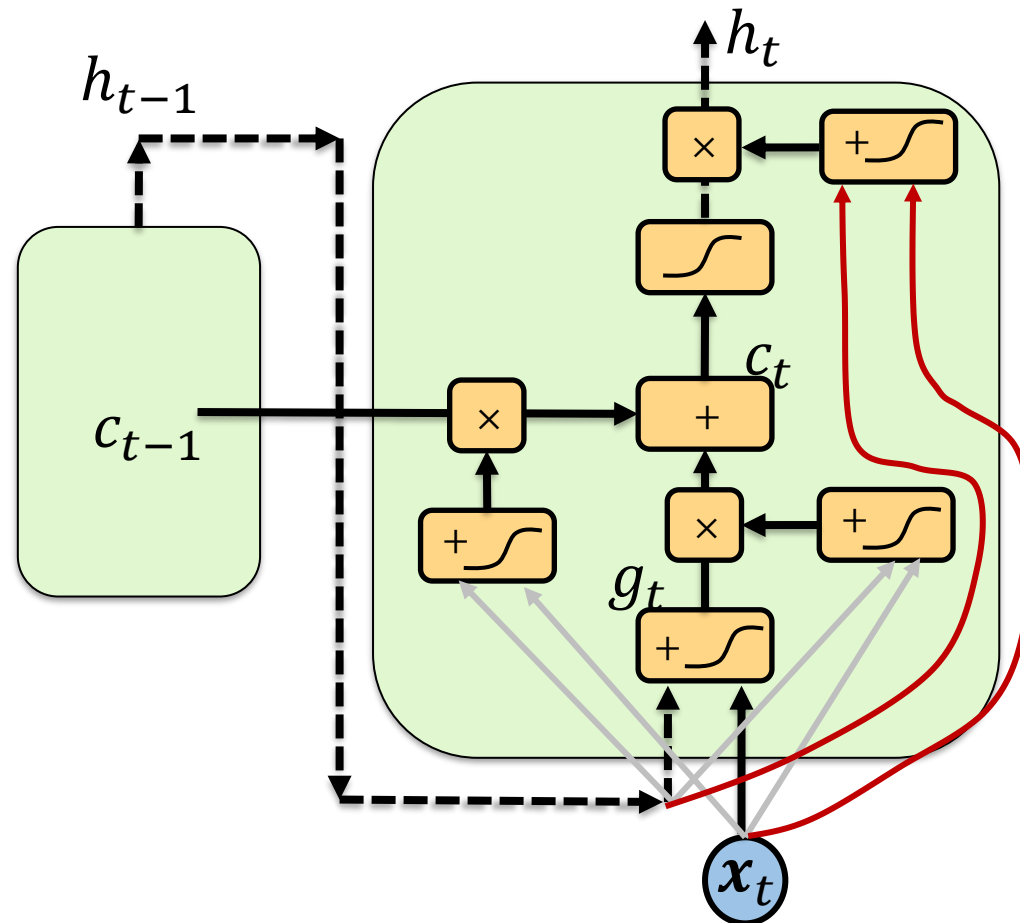 h_t
h_{t−1}
× +
c_t
× +
c_{t−1}
+ × +
g_t
+
x_t